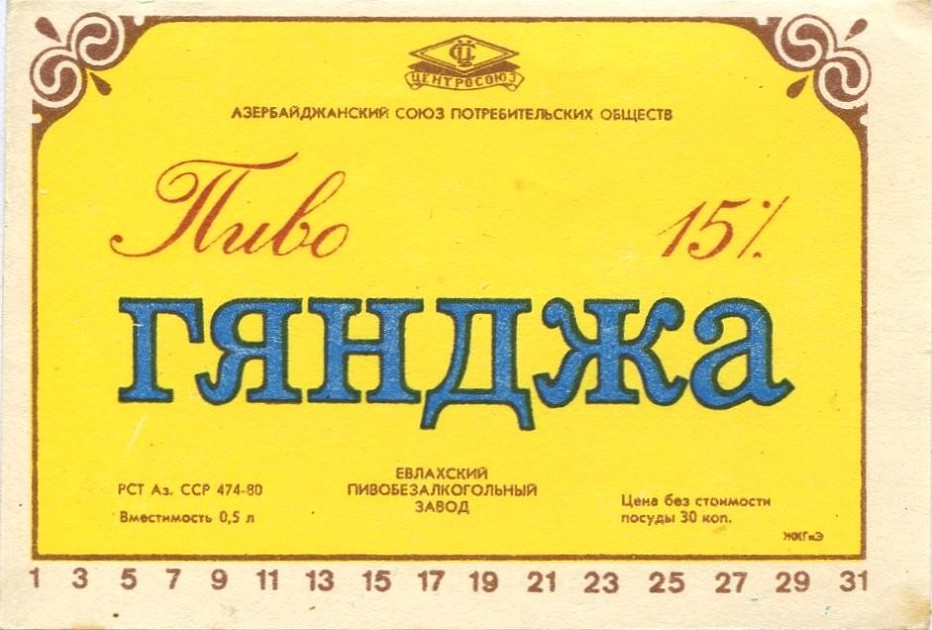 ЦЕНТРОСОЮЗ
АЗЕРБАЙДЖАНСКИЙ СОЮЗ ПОТРЕБИТЕЛЬСКИХ ОБЩЕСТВ
Пиво 15%
гянджа
РСТ Аз. ССР 474-80
Вместимость 0,5 л
ЕВЛАХСКИЙ
ПИВОБЕЗАЛКОГОЛЬНЫЙ
ЗАВОД
Цена без стоимости
посуды 30 коп.
1 3 5 7 9 11 13 15 17 19 21 23 25 27 29 31